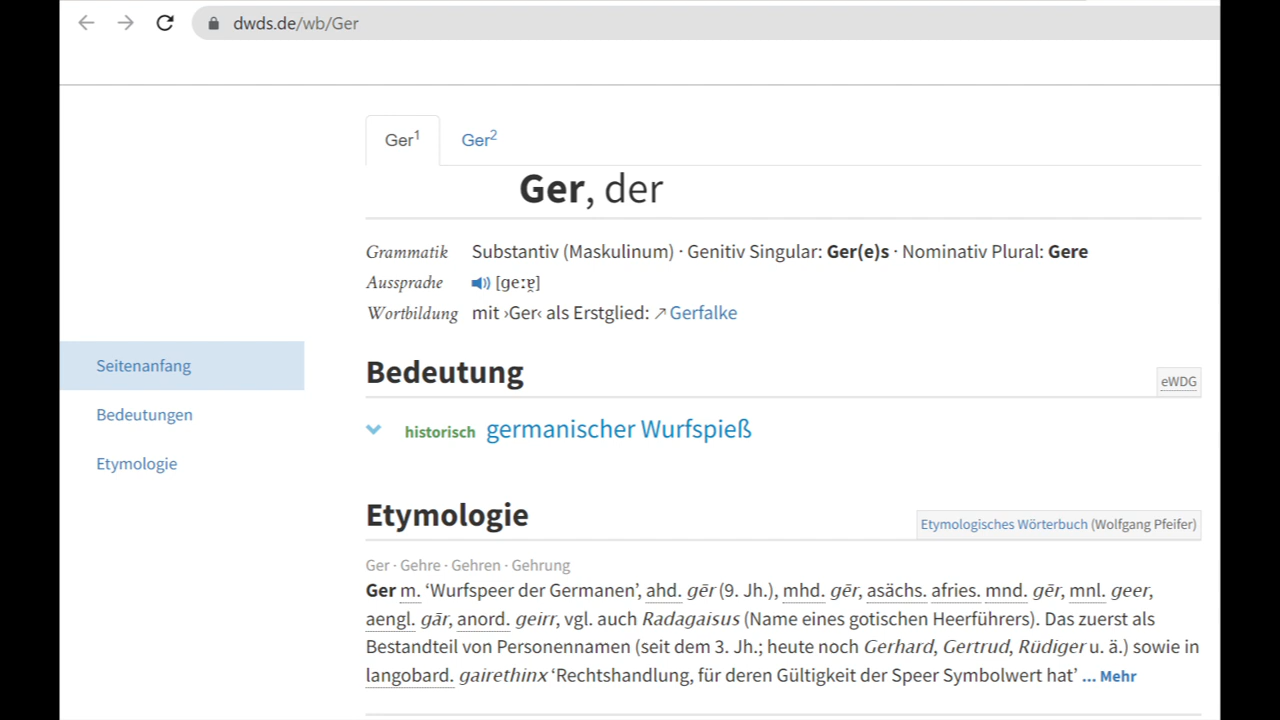 dwds.de/wb/Ger
Ger¹ Ger²
Ger, der
Grammatik Substantiv (Maskulinum) · Genitiv Singular: Ger(e)s · Nominativ Plural: Gere
Aussprache [geːɐ̯]
Wortbildung mit ›Ger‹ als Erstglied: ↗Gerfalke
Seitenanfang
Bedeutungen
Etymologie
Bedeutung
eWDG
historisch germanischer Wurfspieß
Etymologie
Etymologisches Wörterbuch (Wolfgang Pfeifer)
Ger · Gehre · Gehren · Gehrung
Ger m. ‘Wurfspeer der Germanen’, ahd. gēr (9. Jh.), mhd. gēr, asächs. afries. mnd. gēr, mnl. geer,
aengl. gār, anord. geirr, vgl. auch Radagaisus (Name eines gotischen Heerführers). Das zuerst als
Bestandteil von Personennamen (seit dem 3. Jh.; heute noch Gerhard, Gertrud, Rüdiger u. ä.) sowie in
langobard. gairethinx ‘Rechtshandlung, für deren Gültigkeit der Speer Symbolwert hat’ ... Mehr